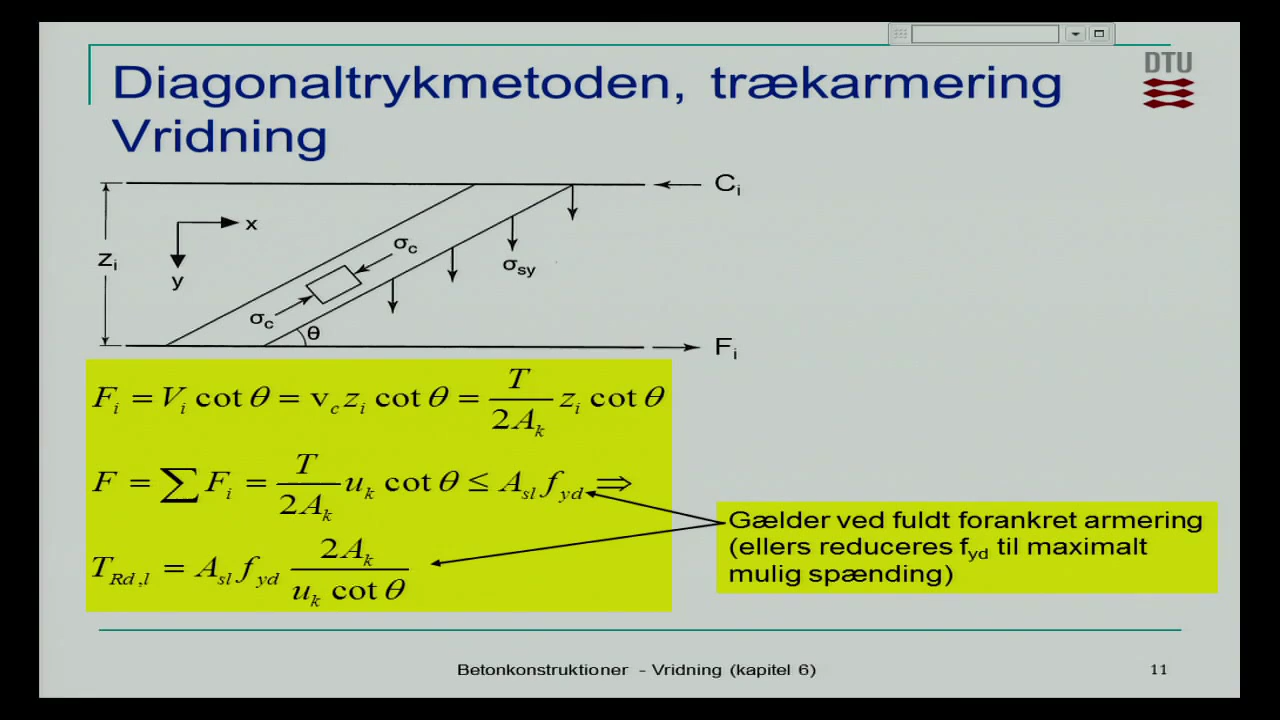 Diagonaltrykmetoden, trækarmering
Vridning
DTU
C_i
x
z_i
y
σ_c
σ_sy
σ_c
θ
F_i
F_i = V_i cot θ = v_c z_i cot θ = T / 2A_k z_i cot θ
F = ∑ F_i = T / 2A_k u_k cot θ ≤ A_sl f_yd ⇒
T_Rd,l = A_sl f_yd 2A_k / u_k cot θ
Gælder ved fuldt forankret armering
(ellers reduceres f_yd til maximalt
mulig spænding)
Betonkonstruktioner - Vridning (kapitel 6)
11